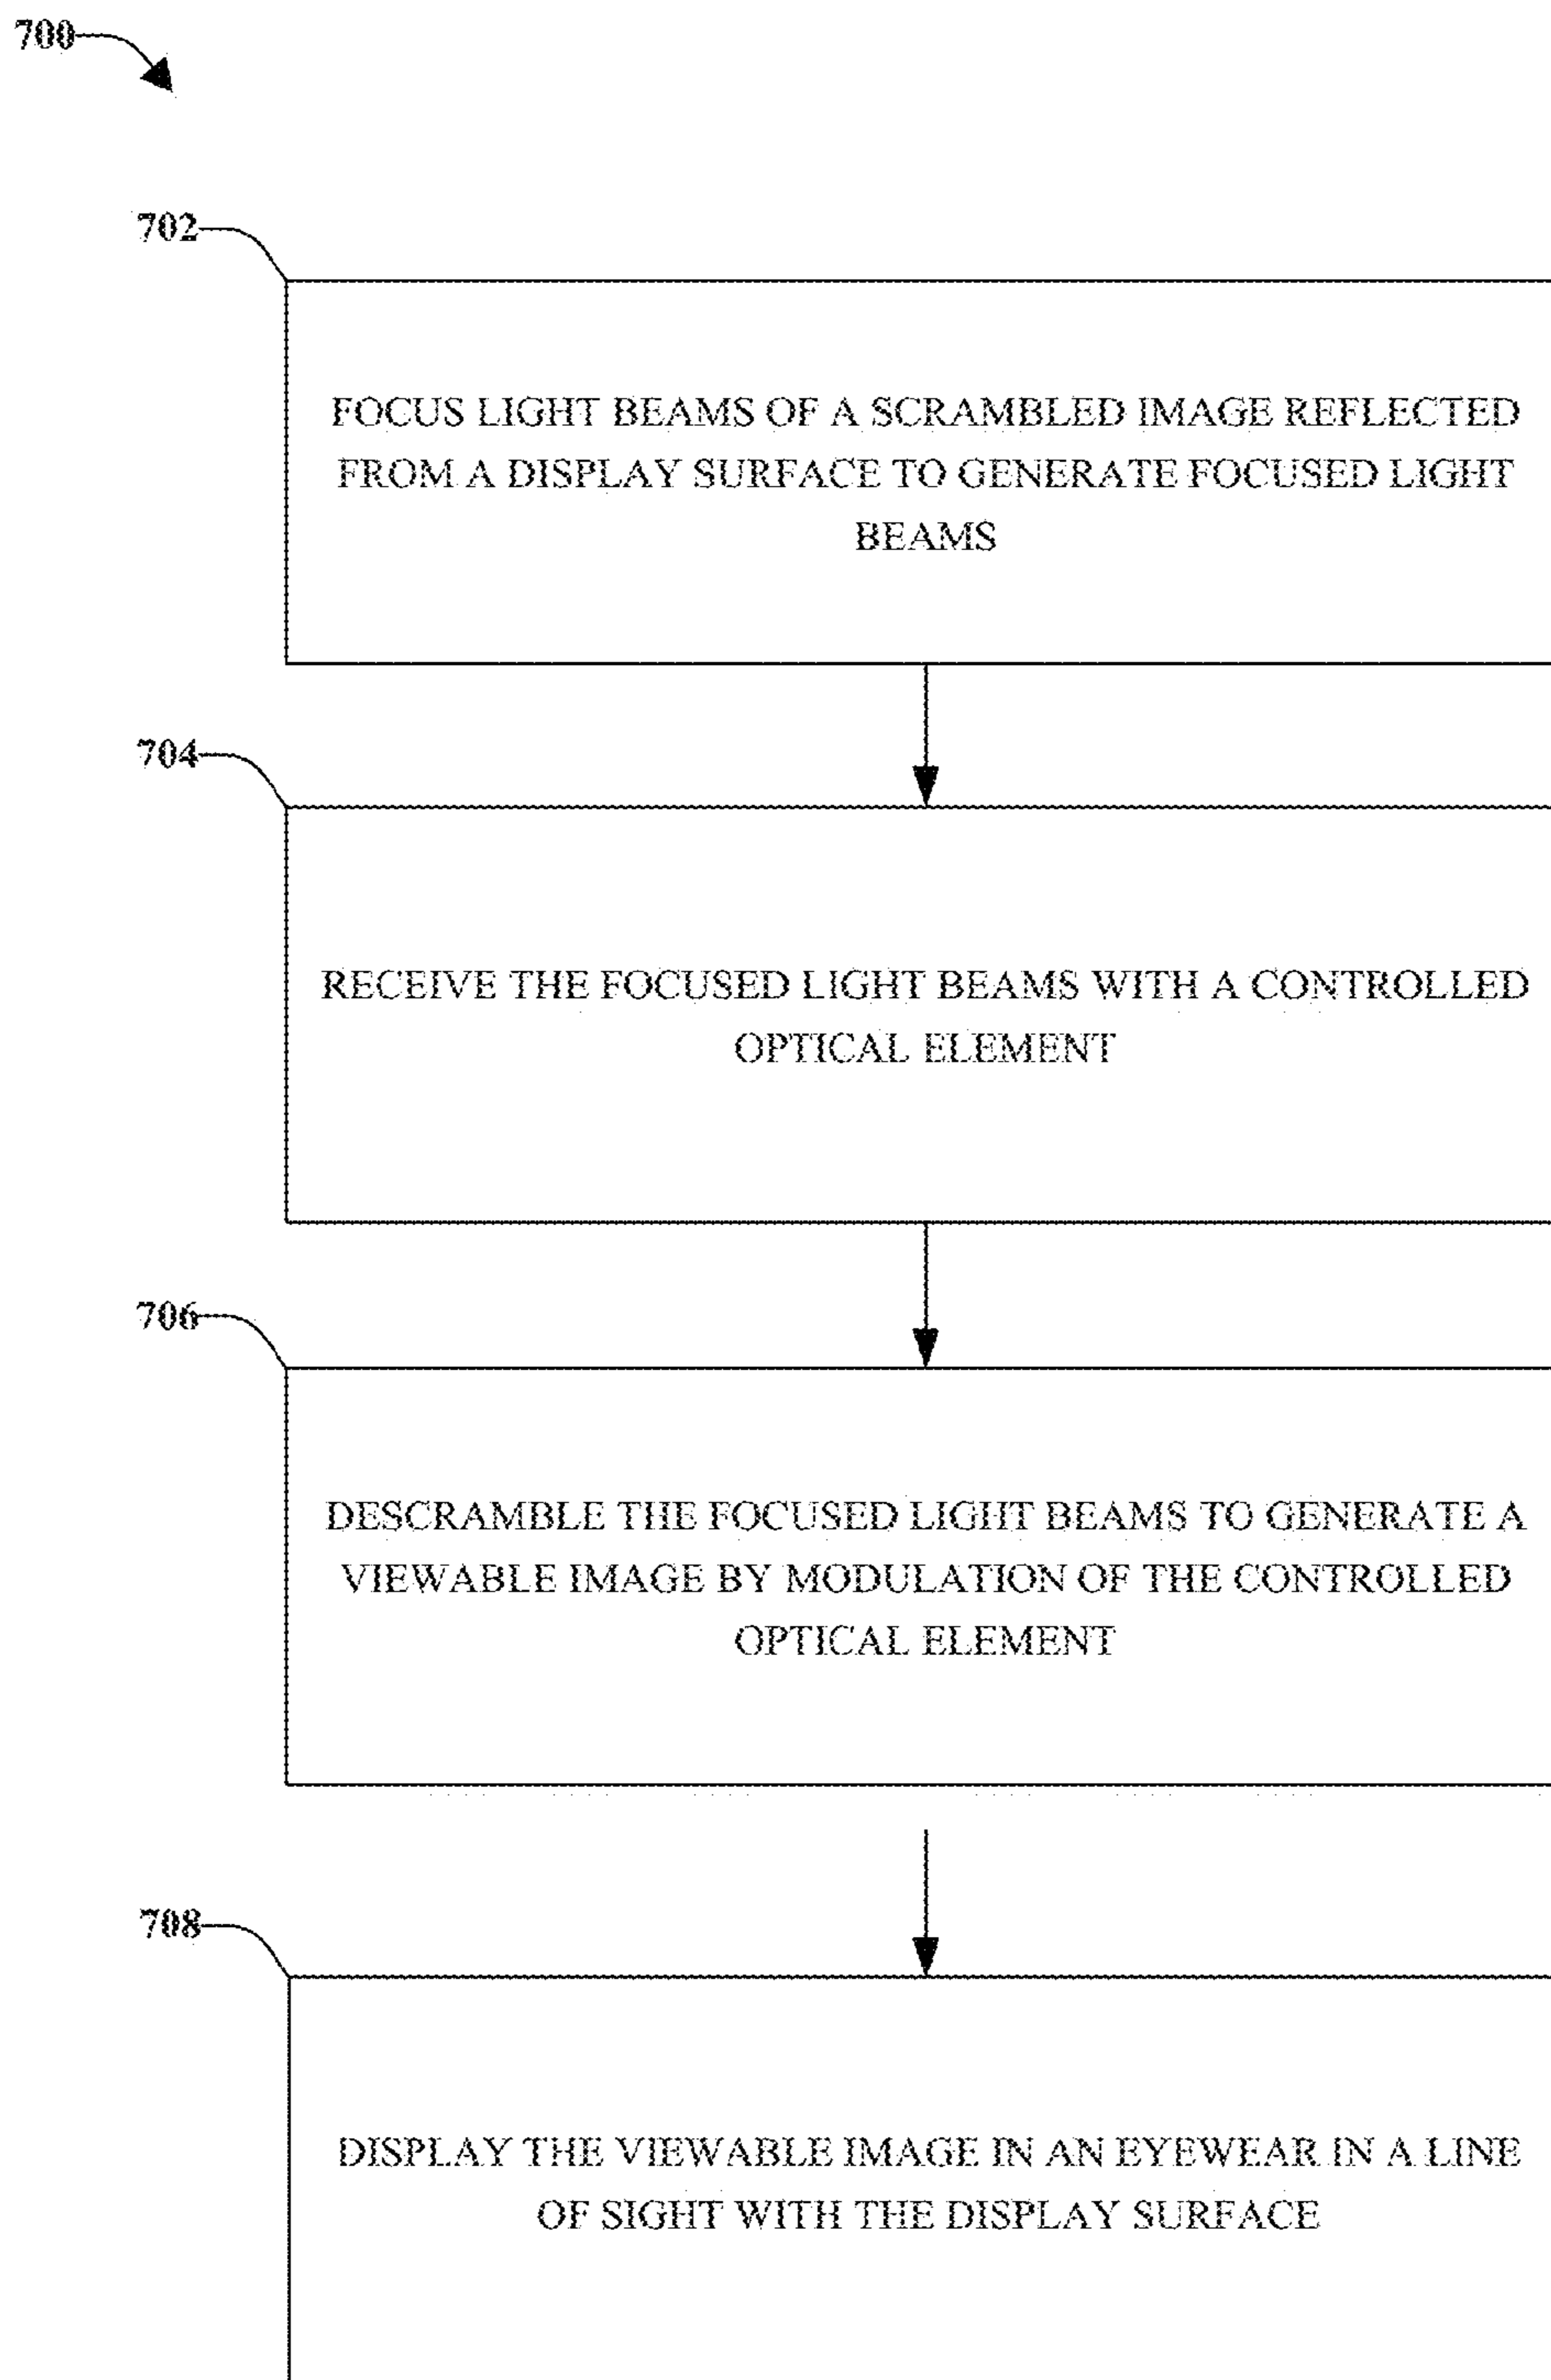 700
702
FOCUS LIGHT BEAMS OF A SCRAMBLED IMAGE REFLECTED
FROM A DISPLAY SURFACE TO GENERATE FOCUSED LIGHT
BEAMS
704
RECEIVE THE FOCUSED LIGHT BEAMS WITH A CONTROLLED
OPTICAL ELEMENT
706
DESCRAMBLE THE FOCUSED LIGHT BEAMS TO GENERATE A
VIEWABLE IMAGE BY MODULATION OF THE CONTROLLED
OPTICAL ELEMENT
708
DISPLAY THE VIEWABLE IMAGE IN AN EYEWEAR IN A LINE
OF SIGHT WITH THE DISPLAY SURFACE